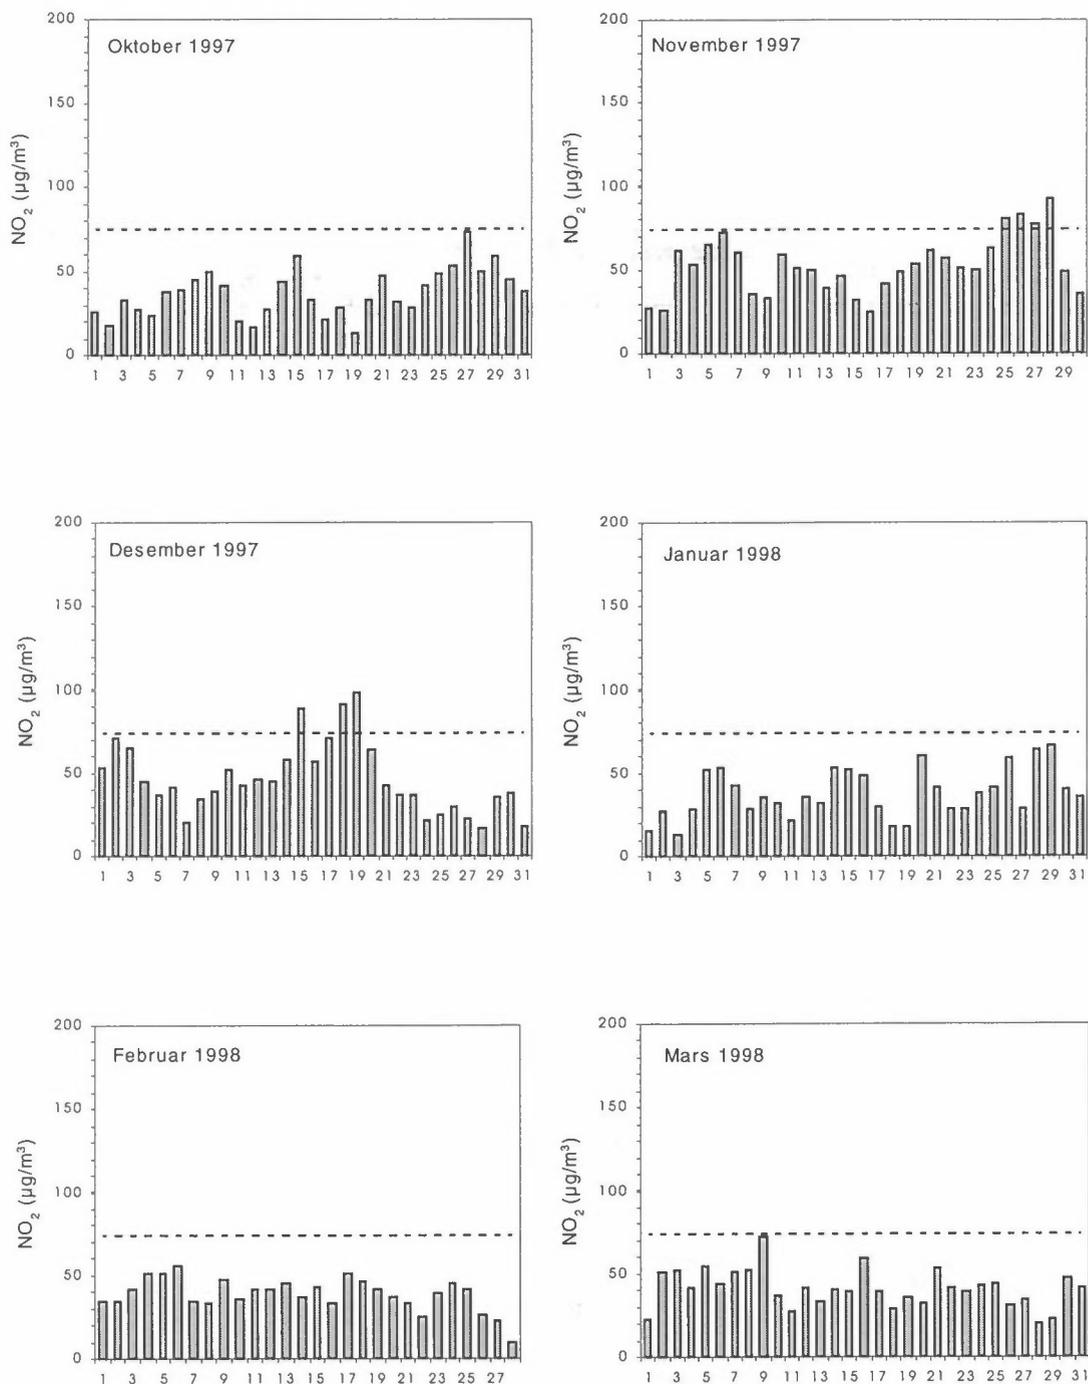 Oktober 1997
NO₂ (µg/m³)
200
150
100
50
0
1 3 5 7 9 11 13 15 17 19 21 23 25 27 29 31
November 1997
NO₂ (µg/m³)
200
150
100
50
0
1 3 5 7 9 11 13 15 17 19 21 23 25 27 29
Desember 1997
NO₂ (µg/m³)
200
150
100
50
0
1 3 5 7 9 11 13 15 17 19 21 23 25 27 29 31
Januar 1998
NO₂ (µg/m³)
200
150
100
50
0
1 3 5 7 9 11 13 15 17 19 21 23 25 27 29 31
Februar 1998
NO₂ (µg/m³)
200
150
100
50
0
1 3 5 7 9 11 13 15 17 19 21 23 25 27
Mars 1998
NO₂ (µg/m³)
200
150
100
50
0
1 3 5 7 9 11 13 15 17 19 21 23 25 27 29 31